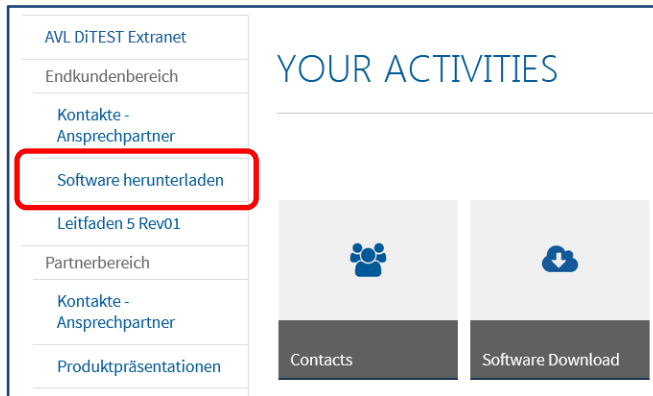 AVL DiTEST Extranet
Endkundenbereich
Kontakte -
Ansprechpartner
Software herunterladen
Leitfaden 5 Rev01
Partnerbereich
Kontakte -
Ansprechpartner
Produktpräsentationen
YOUR ACTIVITIES
Contacts
Software Download